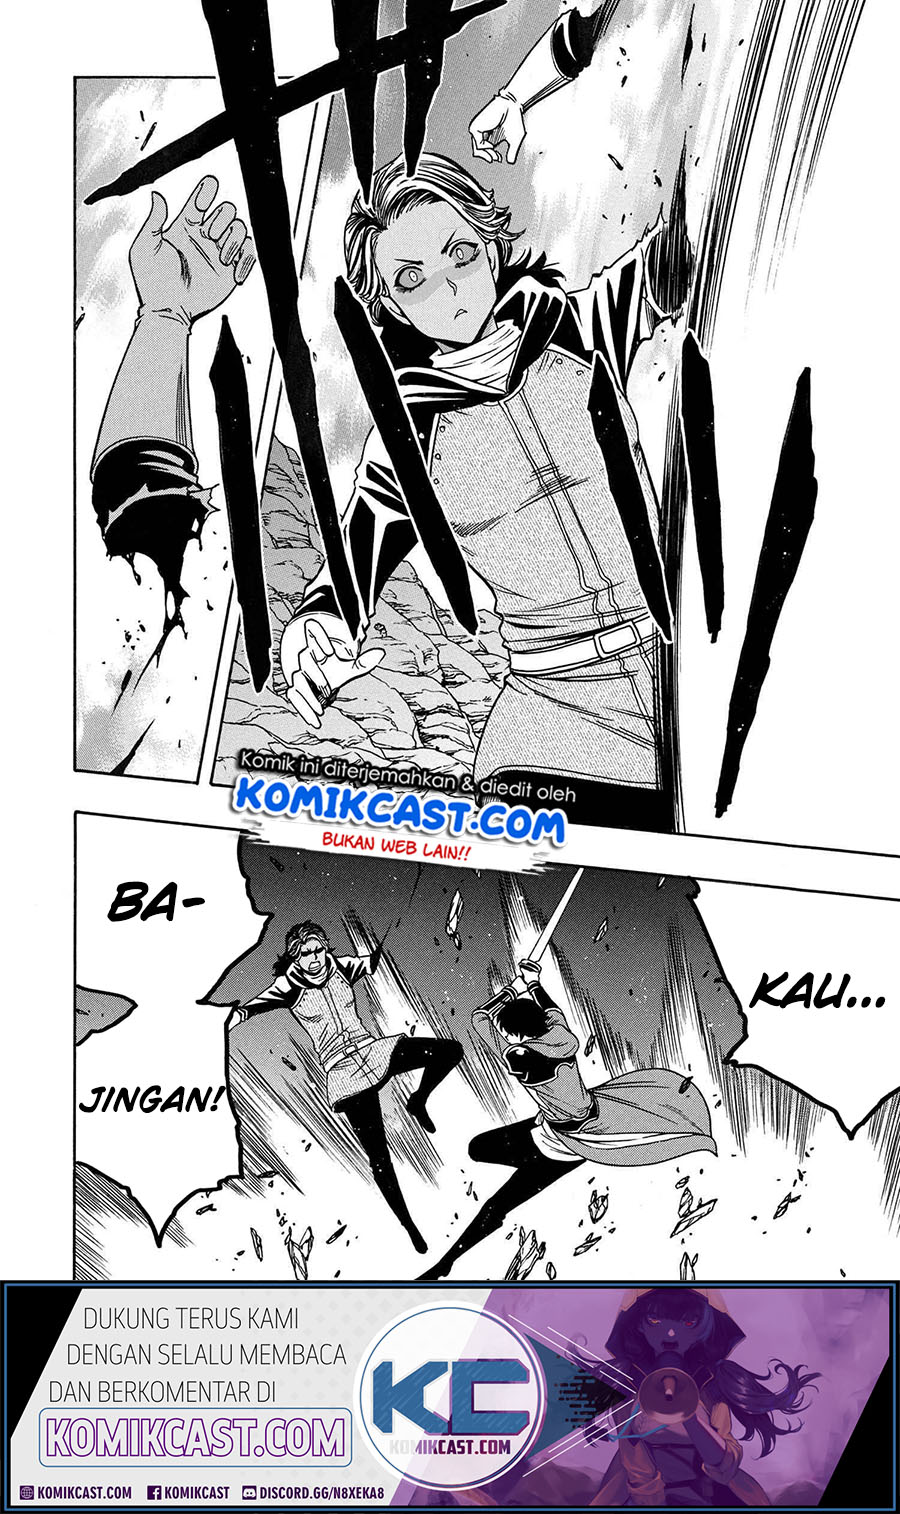 Komik ini diterjemahkan & diedit oleh
KOMIKCAST.COM
BUKAN WEB LAIN!!
BA-
JINGAN!
KAU...
DUKUNG TERUS KAMI
DENGAN SELALU MEMBACA
DAN BERKOMENTAR DI
KOMIKCAST.COM
KC
KOMIKCAST.COM
KOMIKCAST.COM
KOMIKCAST
DISCORD.GG/N8XEKA8